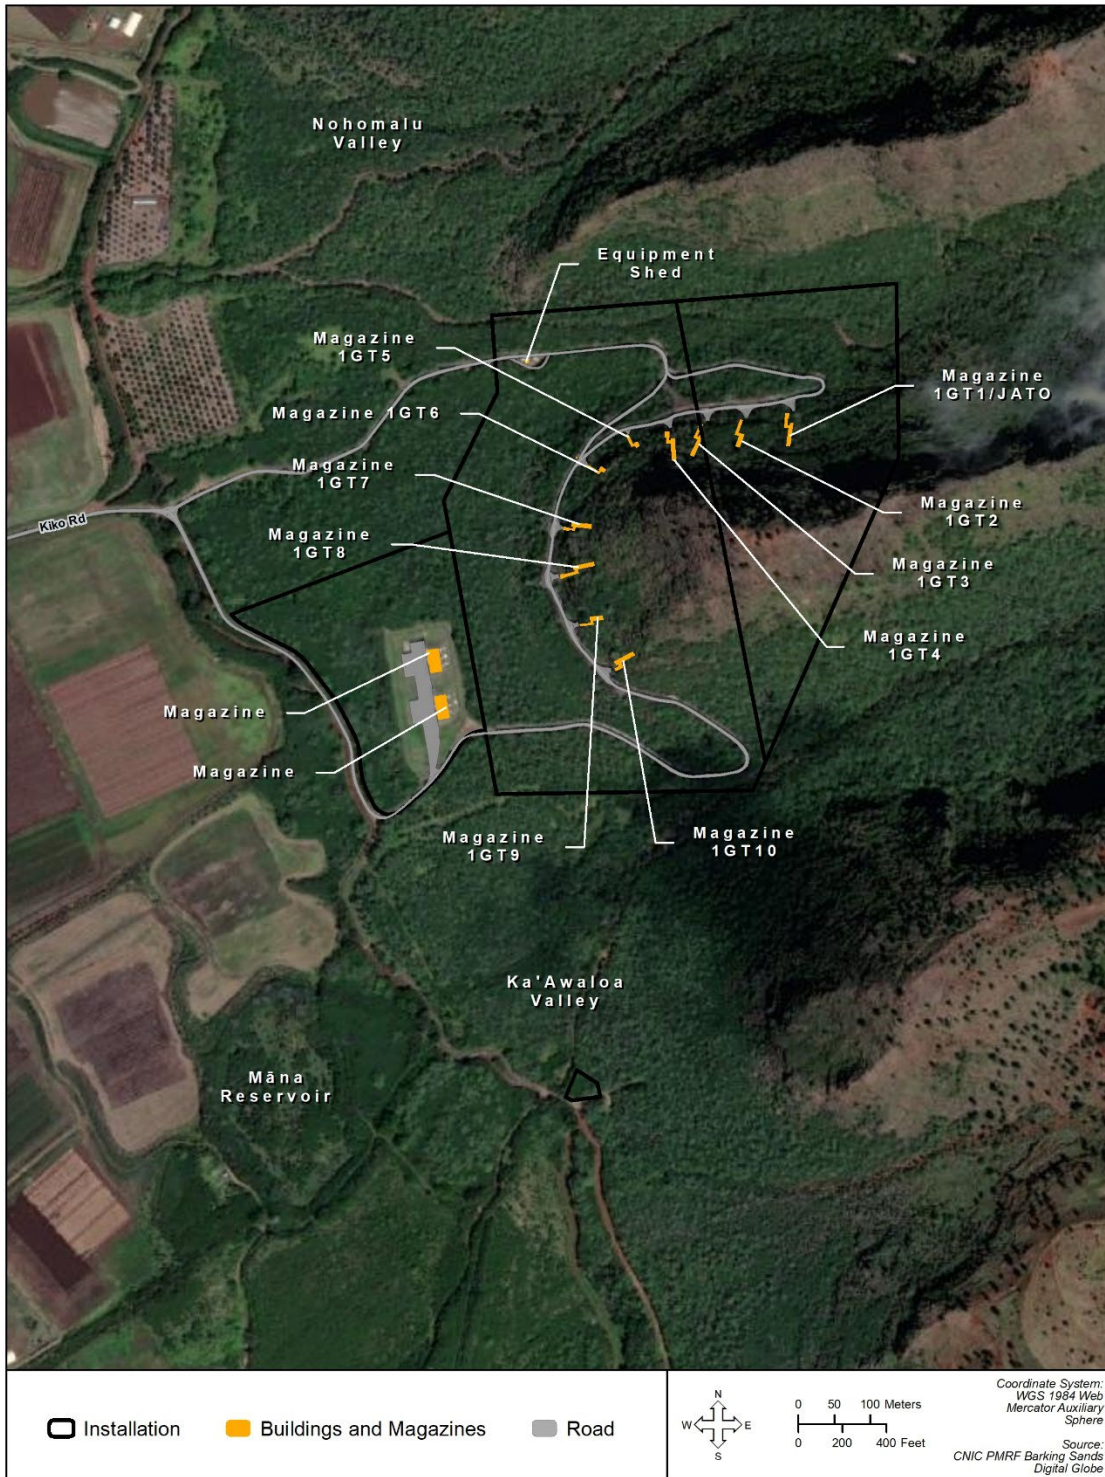 Nohomalu
Valley
Equipment
Shed
Magazine
1GT5
Magazine
1GT1/JATO
Magazine 1GT6
Magazine
1GT7
Magazine
1GT2
Kiko Rd
Magazine
1GT8
Magazine
1GT3
Magazine
1GT4
Magazine
Magazine
Magazine
1GT9
Magazine
1GT10
Ka'Awaloa
Valley
Māna
Reservoir
Installation
Buildings and Magazines
Road
N
W E
S
0 50 100 Meters
0 200 400 Feet
Coordinate System:
WGS 1984 Web
Mercator Auxiliary
Sphere
Source:
CNIC PMRF Barking Sands
Digital Globe